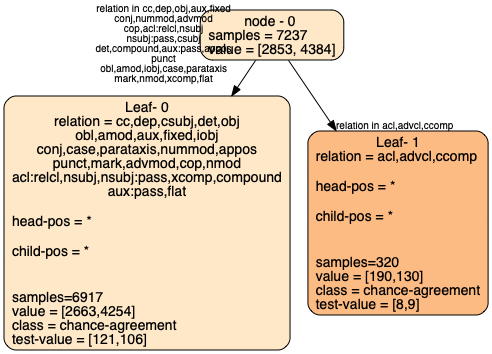 relation in cc,dep,obj,aux,fixed
conj,nummod,advmod
cop,acl:relcl,nsubj
nsubj:pass,csubj
det,compound,aux:pass,appos
punct
obl,amod,iobj,case,parataxis
mark,nmod,xcomp,flat
node - 0
samples = 7237
value = [2853, 4384]
relation in acl,advcl,ccomp
Leaf- 0
relation = cc,dep,csubj,det,obj
obl,amod,aux,fixed,iobj
conj,case,parataxis,nummod,appos
punct,mark,advmod,cop,nmod
acl:relcl,nsubj,nsubj:pass,xcomp,compound
aux:pass,flat
head-pos = *
child-pos = *
samples=6917
value = [2663,4254]
class = chance-agreement
test-value = [121,106]
Leaf- 1
relation = acl,advcl,ccomp
head-pos = *
child-pos = *
samples=320
value = [190,130]
class = chance-agreement
test-value = [8,9]